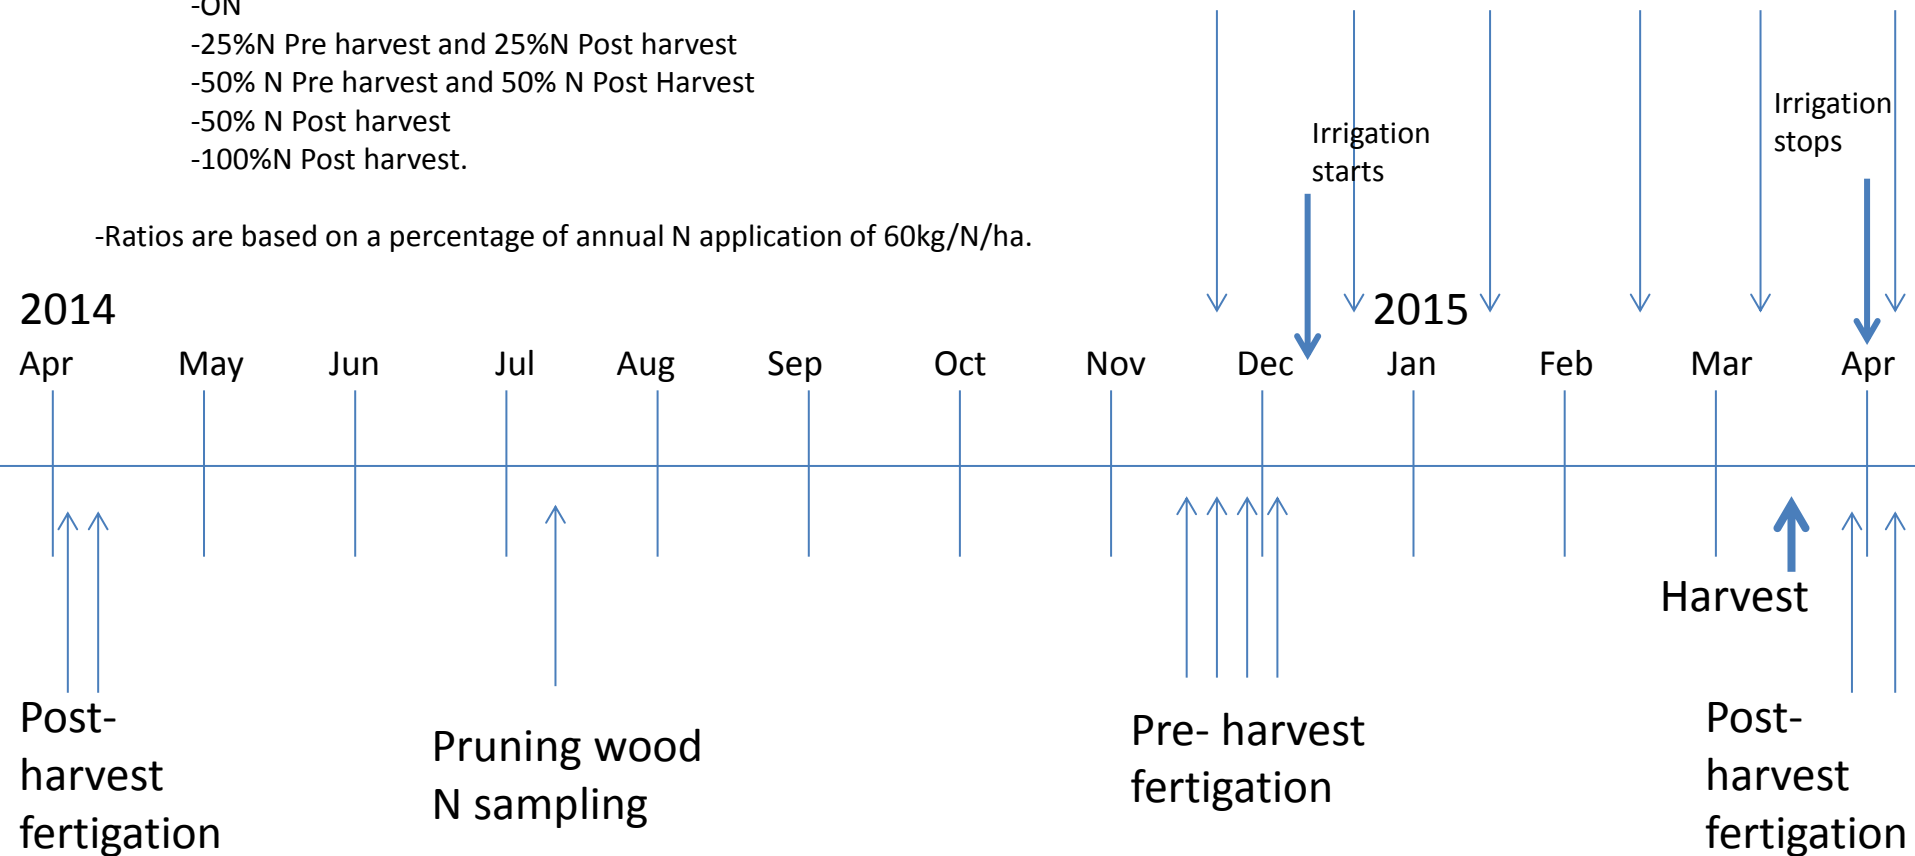 -ON
-25%N Pre harvest and 25%N Post harvest
-50% N Pre harvest and 50% N Post Harvest
-50% N Post harvest
-100%N Post harvest.
-Ratios are based on a percentage of annual N application of 60kg/N/ha.
Irrigation
starts
Irrigation
stops
2014
2015
Apr May Jun Jul Aug Sep Oct Nov Dec Jan Feb Mar Apr
Harvest
Post-
harvest
fertigation
Pruning wood
N sampling
Pre- harvest
fertigation
Post-
harvest
fertigation